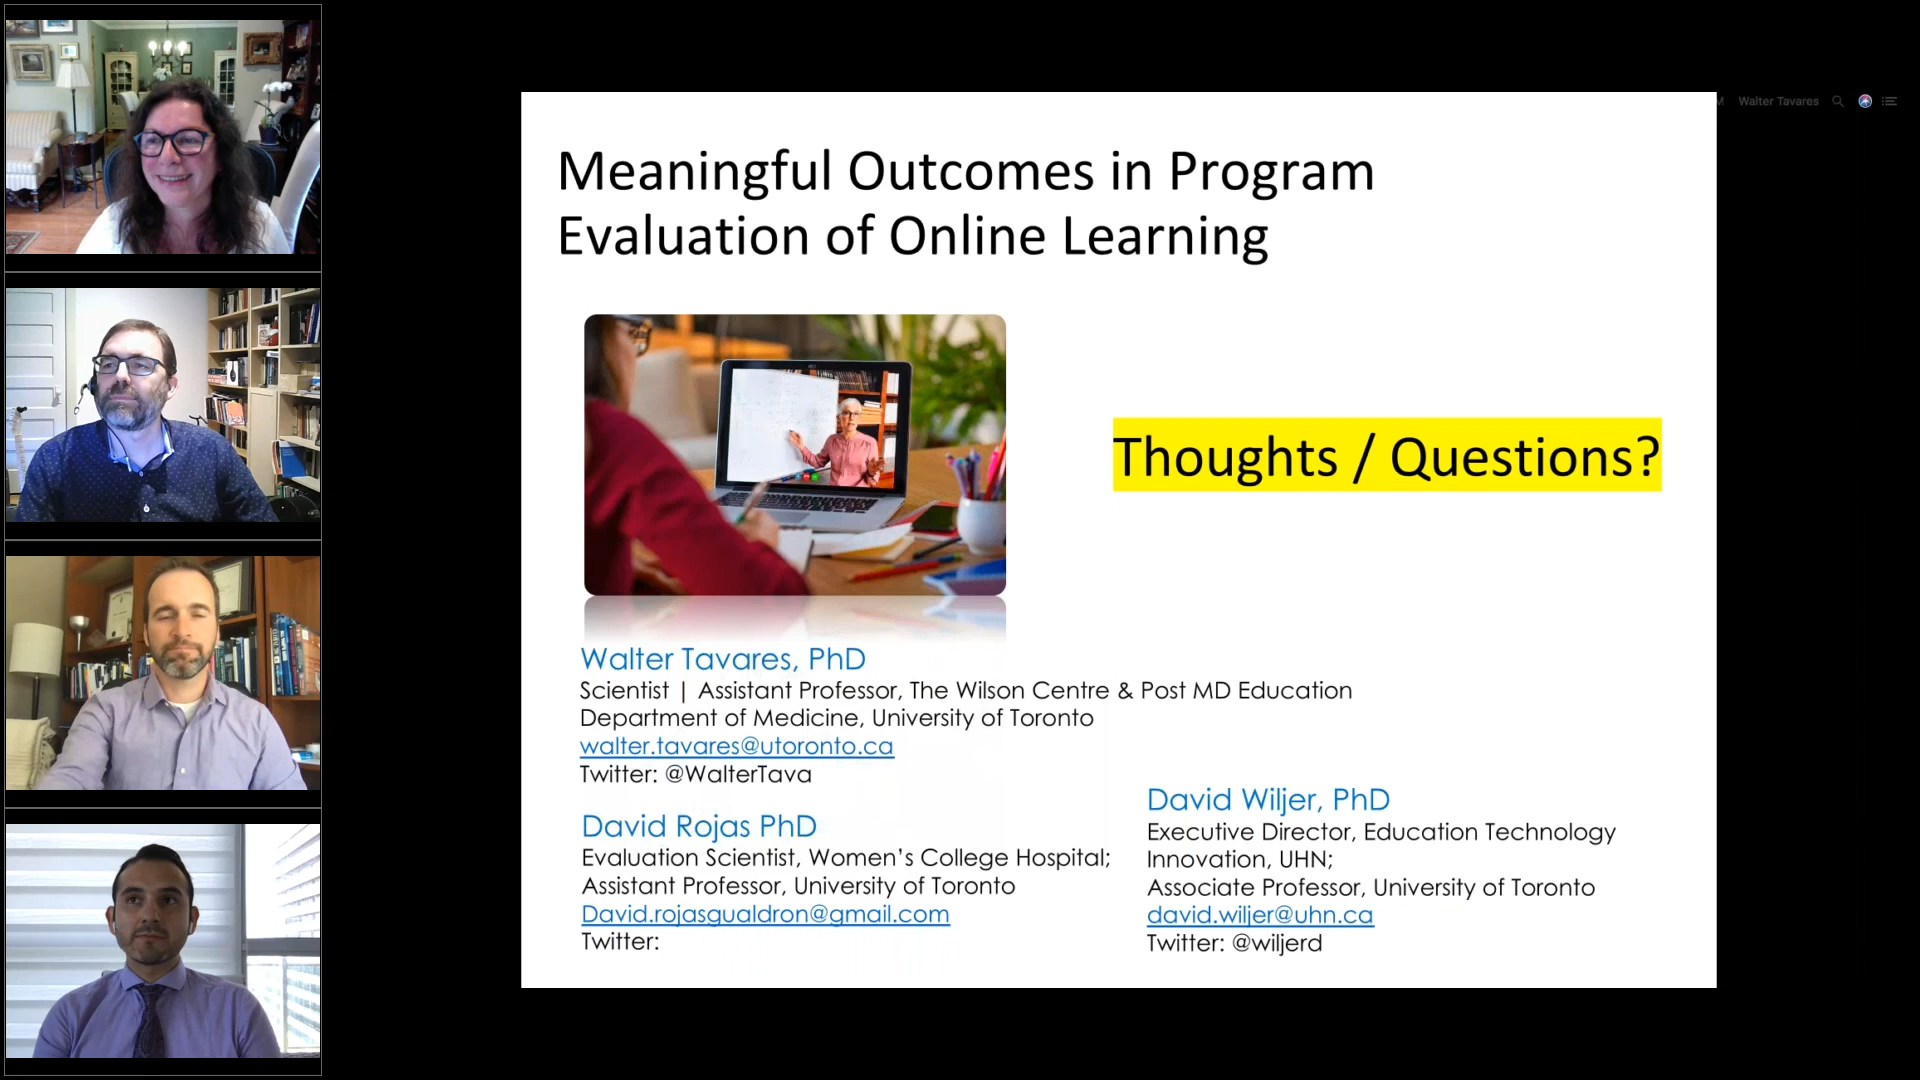 Walter Tavares
Meaningful Outcomes in Program
Evaluation of Online Learning
Thoughts / Questions?
Walter Tavares, PhD
Scientist | Assistant Professor, The Wilson Centre & Post MD Education
Department of Medicine, University of Toronto
walter.tavares@utoronto.ca
Twitter: @WalterTava
David Rojas PhD
Evaluation Scientist, Women's College Hospital;
Assistant Professor, University of Toronto
David.rojasgualdron@gmail.com
Twitter:
David Wiljer, PhD
Executive Director, Education Technology
Innovation, UHN;
Associate Professor, University of Toronto
david.wiljer@uhn.ca
Twitter: @wiljerd